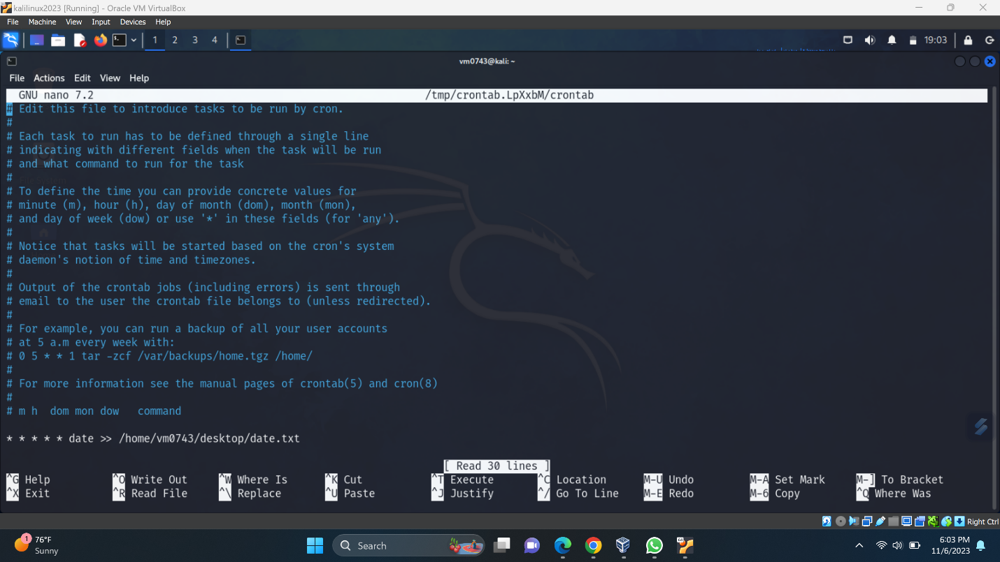 kalilinux2023 [Running] - Oracle VM VirtualBox
File Machine View Input Devices Help
1 2 3 4 19:03
vm0743@kali: ~
File Actions Edit View Help
GNU nano 7.2 /tmp/crontab.LpXxbM/crontab
# Edit this file to introduce tasks to be run by cron.
#
# Each task to run has to be defined through a single line
# indicating with different fields when the task will be run
# and what command to run for the task
#
# To define the time you can provide concrete values for
# minute (m), hour (h), day of month (dom), month (mon),
# and day of week (dow) or use '*' in these fields (for 'any').
#
# Notice that tasks will be started based on the cron's system
# daemon's notion of time and timezones.
#
# Output of the crontab jobs (including errors) is sent through
# email to the user the crontab file belongs to (unless redirected).
#
# For example, you can run a backup of all your user accounts
# at 5 a.m every week with:
# 0 5 * * 1 tar -zcf /var/backups/home.tgz /home/
#
# For more information see the manual pages of crontab(5) and cron(8)
#
# m h  dom mon dow   command
* * * * * date >> /home/vm0743/desktop/date.txt
[ Read 30 lines ]
^G Help ^O Write Out ^W Where Is ^K Cut ^T Execute ^C Location M-U Undo M-A Set Mark M-] To Bracket
^X Exit ^R Read File ^\ Replace ^U Paste ^J Justify ^/ Go To Line M-E Redo M-6 Copy ^Q Where Was
Right Ctrl
1 76°F
Sunny
Search
6:03 PM
11/6/2023